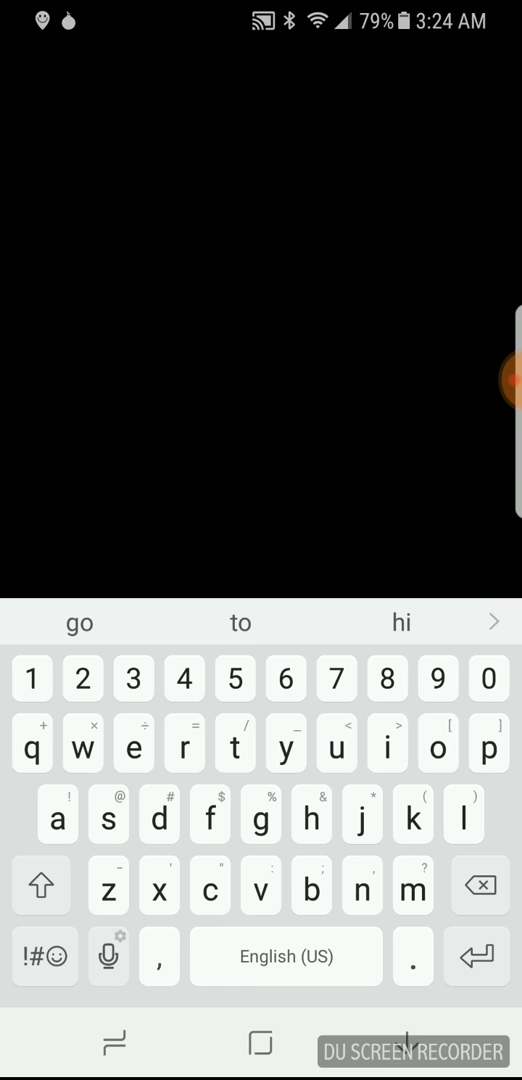 79% 3:24 AM
go to hi
1 2 3 4 5 6 7 8 9 0
+ × ÷ = / _ < > [ ]
q w e r t y u i o p
! @ # $ % & * ( )
a s d f g h j k l
- ' " : ; , ?
z x c v b n m
!#☺ , English (US) .
DU SCREEN RECORDER